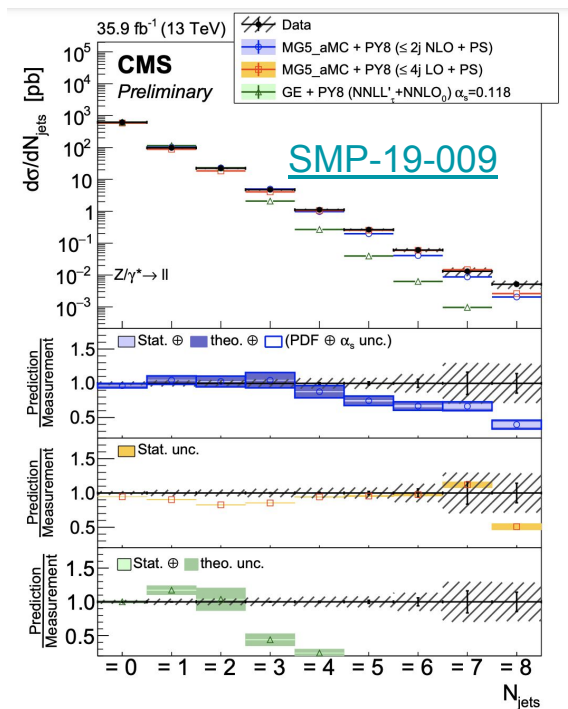 35.9 fb⁻¹ (13 TeV)
Data
MG5_aMC + PY8 (≤ 2j NLO + PS)
MG5_aMC + PY8 (≤ 4j LO + PS)
GE + PY8 (NNLL'τ+NNLO₀) αₛ=0.118
CMS
Preliminary
SMP-19-009
dσ/dN_jets [pb]
10⁵
10⁴
10³
10²
10
1
10⁻¹
10⁻²
10⁻³
Z/γ*→ ll
Stat. ⊕ theo. ⊕ (PDF ⊕ αₛ unc.)
Prediction
Measurement
1.5
1.0
0.5
Stat. unc.
Prediction
Measurement
1.5
1.0
0.5
Stat. ⊕ theo. unc.
Prediction
Measurement
1.5
1.0
0.5
= 0 = 1 = 2 = 3 = 4 = 5 = 6 = 7 = 8
N_jets